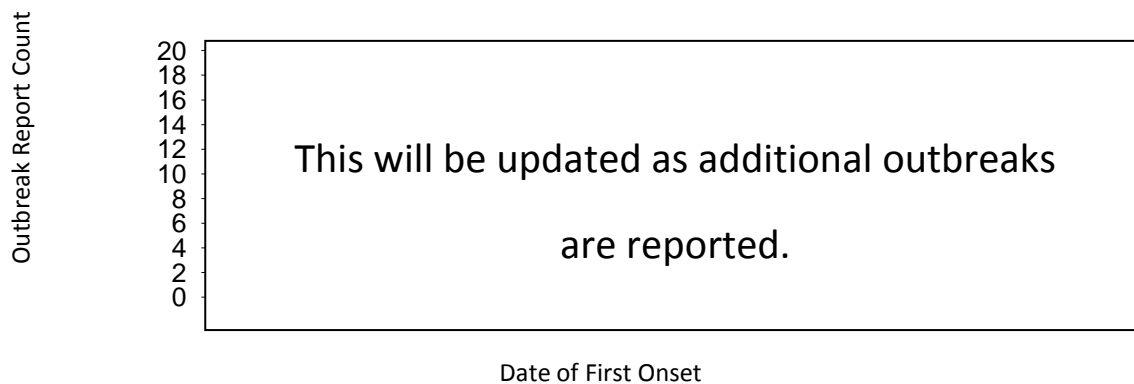 Outbreak Report Count
20
18
16
14
12
10
8
6
4
2
0
This will be updated as additional outbreaks
are reported.
Date of First Onset